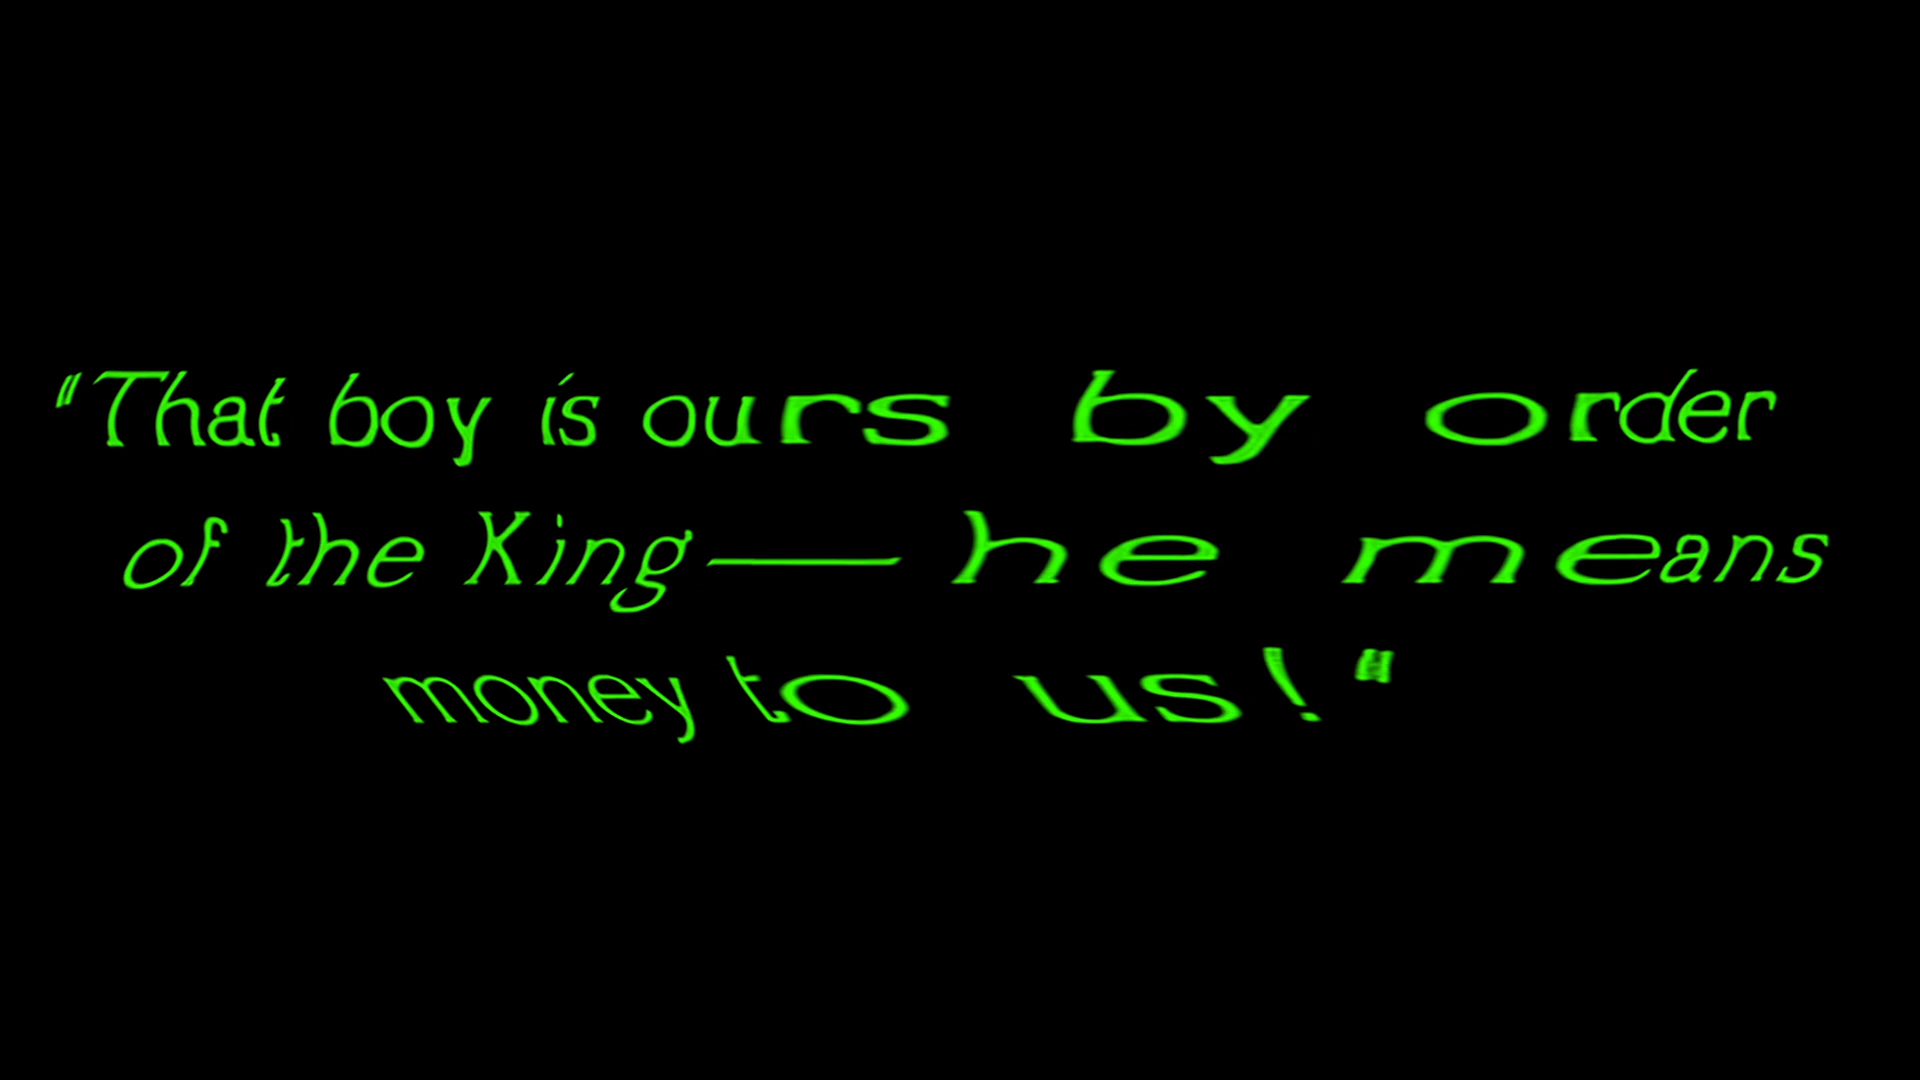 "That boy is ours by order
of the King—he means
money to us!"